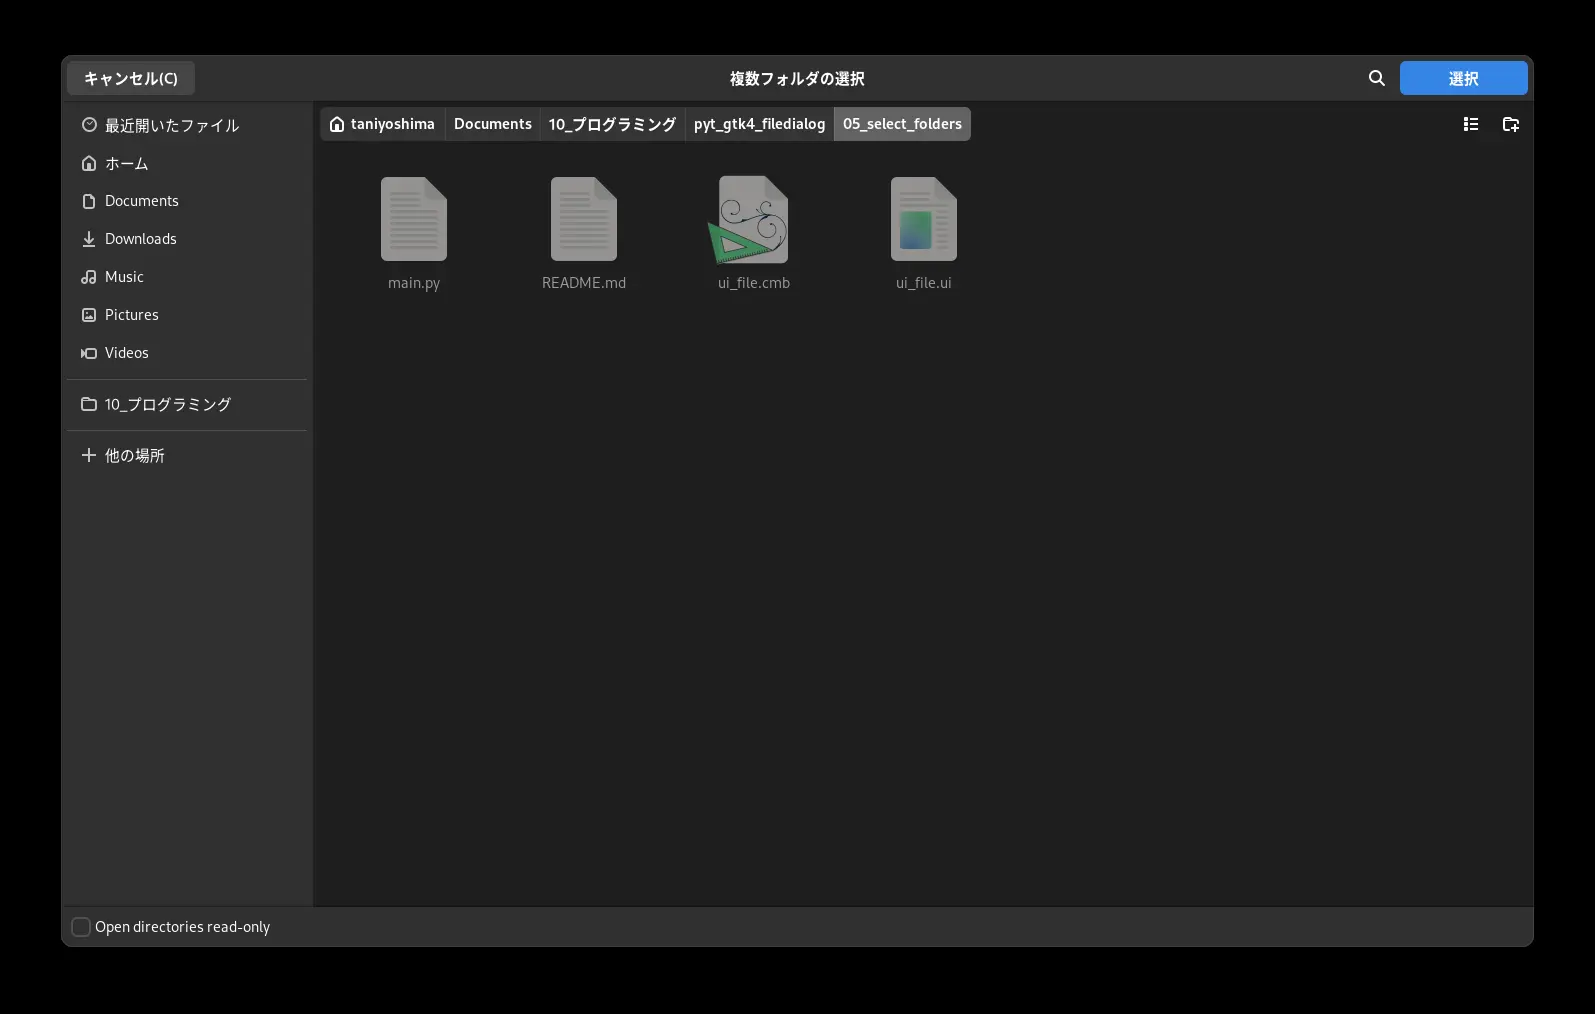 キャンセル(C)
複数フォルダの選択
選択
最近開いたファイル
ホーム
Documents
Downloads
Music
Pictures
Videos
10_プログラミング
他の場所
taniyoshima Documents 10_プログラミング pyt_gtk4_filedialog 05_select_folders
main.py
README.md
ui_file.cmb
ui_file.ui
Open directories read-only